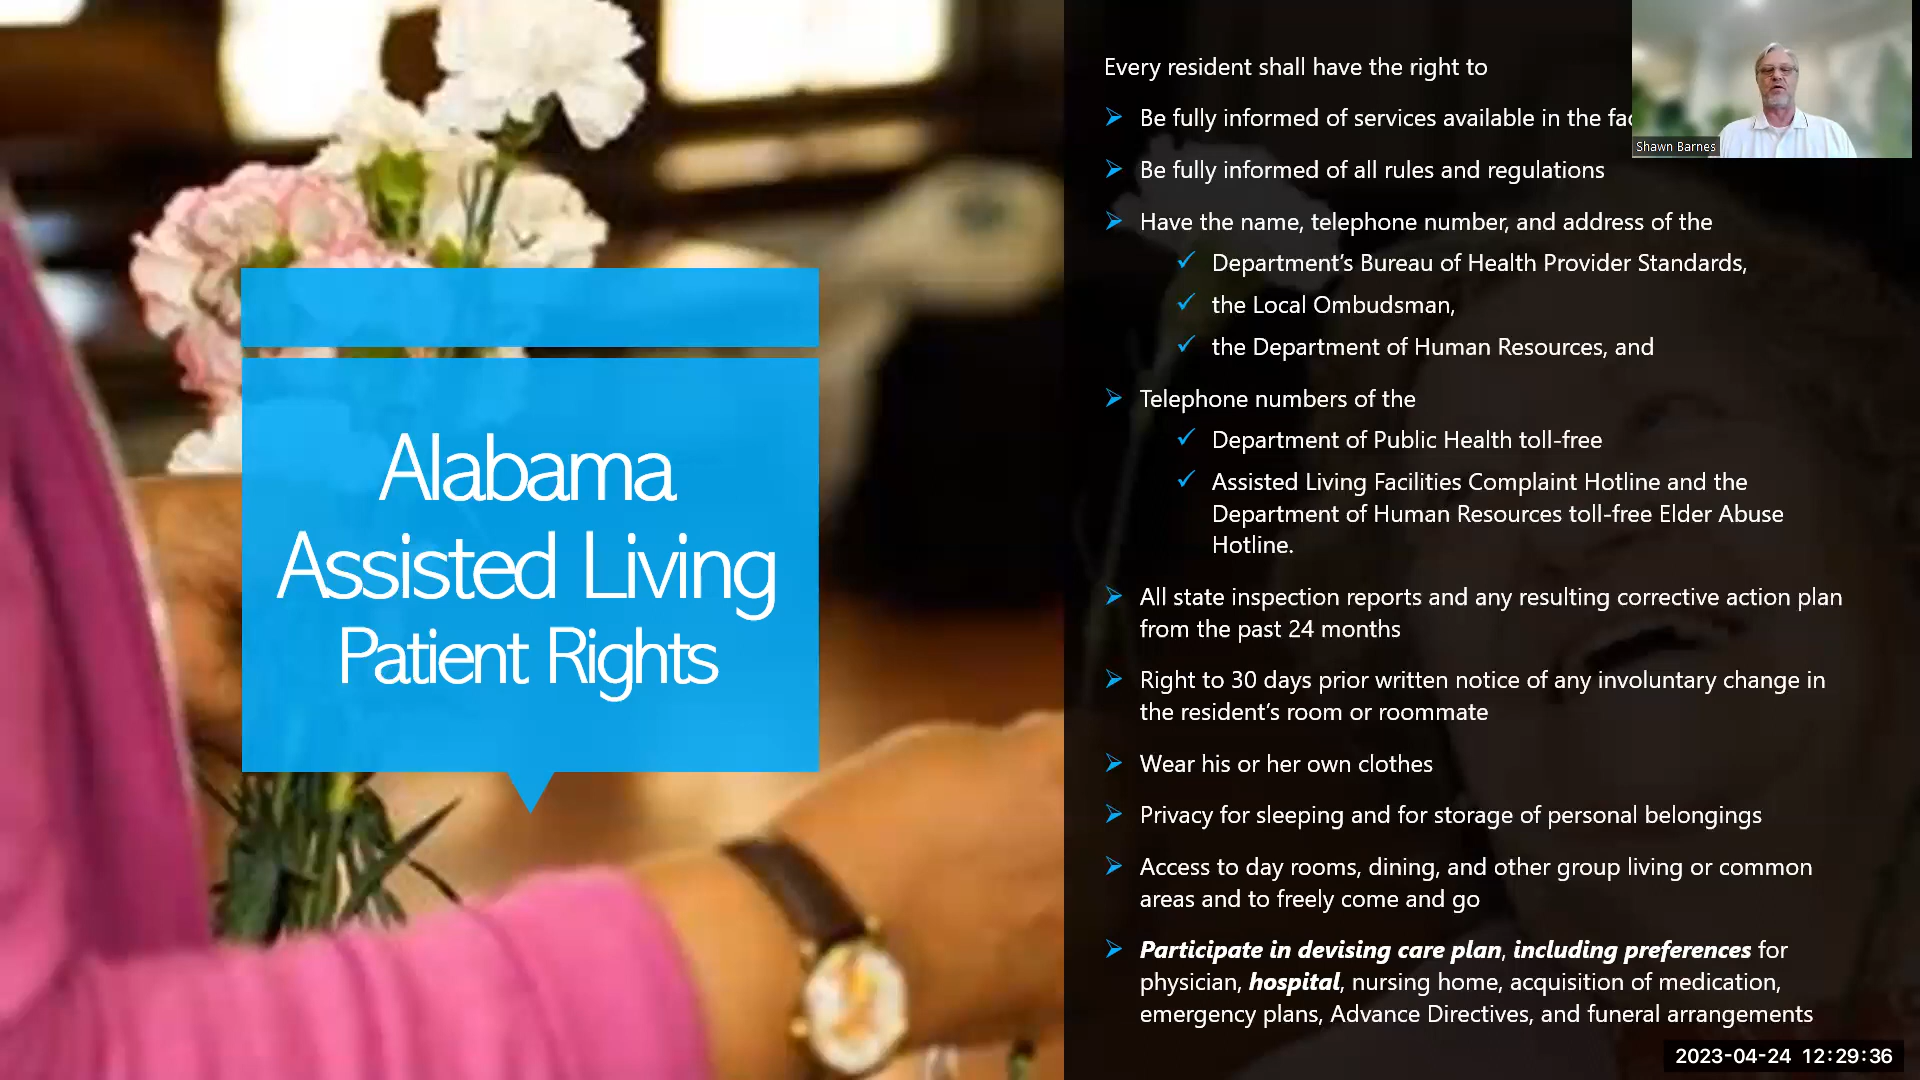 Alabama
Assisted Living
Patient Rights
Every resident shall have the right to
Be fully informed of services available in the
Be fully informed of all rules and regulations
Have the name, telephone number, and address of the
Department's Bureau of Health Provider Standards,
the Local Ombudsman,
the Department of Human Resources, and
Telephone numbers of the
Department of Public Health toll-free
Assisted Living Facilities Complaint Hotline and the
Department of Human Resources toll-free Elder Abuse
Hotline.
All state inspection reports and any resulting corrective action plan
from the past 24 months
Right to 30 days prior written notice of any involuntary change in
the resident's room or roommate
Wear his or her own clothes
Privacy for sleeping and for storage of personal belongings
Access to day rooms, dining, and other group living or common
areas and to freely come and go
Participate in devising care plan, including preferences for
physician, hospital, nursing home, acquisition of medication,
emergency plans, Advance Directives, and funeral arrangements
Shawn Barnes
2023-04-24 12:29:36